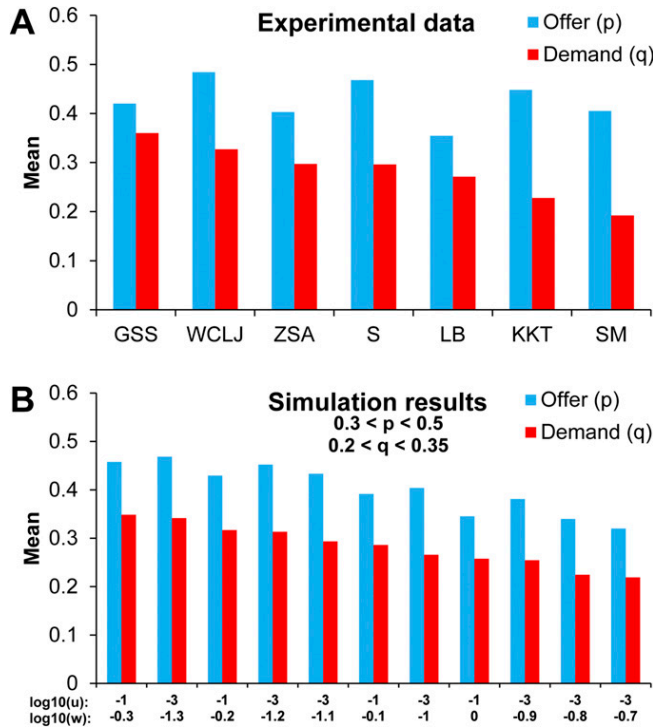 A
Experimental data
Offer (p)
Demand (q)
Mean
0.6
0.5
0.4
0.3
0.2
0.1
0
GSS WCLJ ZSA S LB KKT SM
B
Simulation results
0.3 < p < 0.5
0.2 < q < 0.35
Offer (p)
Demand (q)
Mean
0.6
0.5
0.4
0.3
0.2
0.1
0
log10(u): -1 -3 -1 -3 -3 -1 -3 -1 -3 -3 -3
log10(w): -0.3 -1.3 -0.2 -1.2 -1.1 -0.1 -1 0 -0.9 -0.8 -0.7